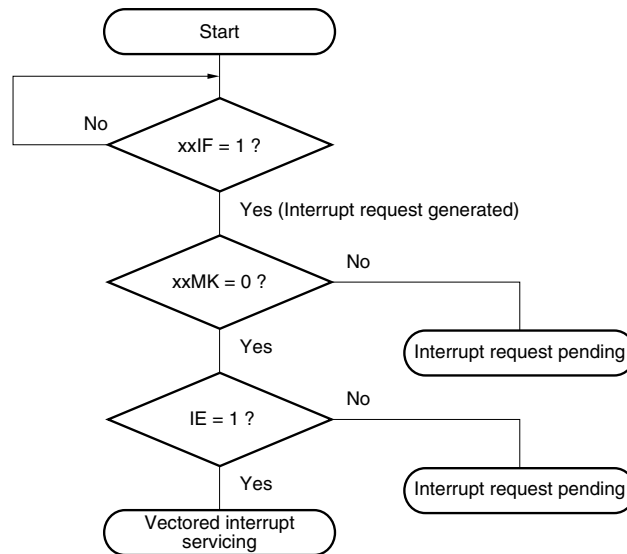 Start
No
xxIF = 1 ?
Yes (Interrupt request generated)
xxMK = 0 ?
No
Interrupt request pending
Yes
IE = 1 ?
No
Interrupt request pending
Yes
Vectored interrupt
servicing